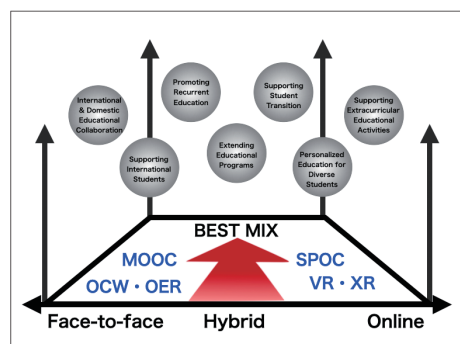 Promoting
Recurrent
Education
Supporting
Student
Transition
International
& Domestic
Educational
Collaboration
Supporting
Extracurricular
Educational
Activities
Extending
Educational
Programs
Supporting
International
Students
Personalized
Education for
Diverse
Students
BEST MIX
MOOC
SPOC
OCW・OER
VR・XR
Face-to-face
Hybrid
Online